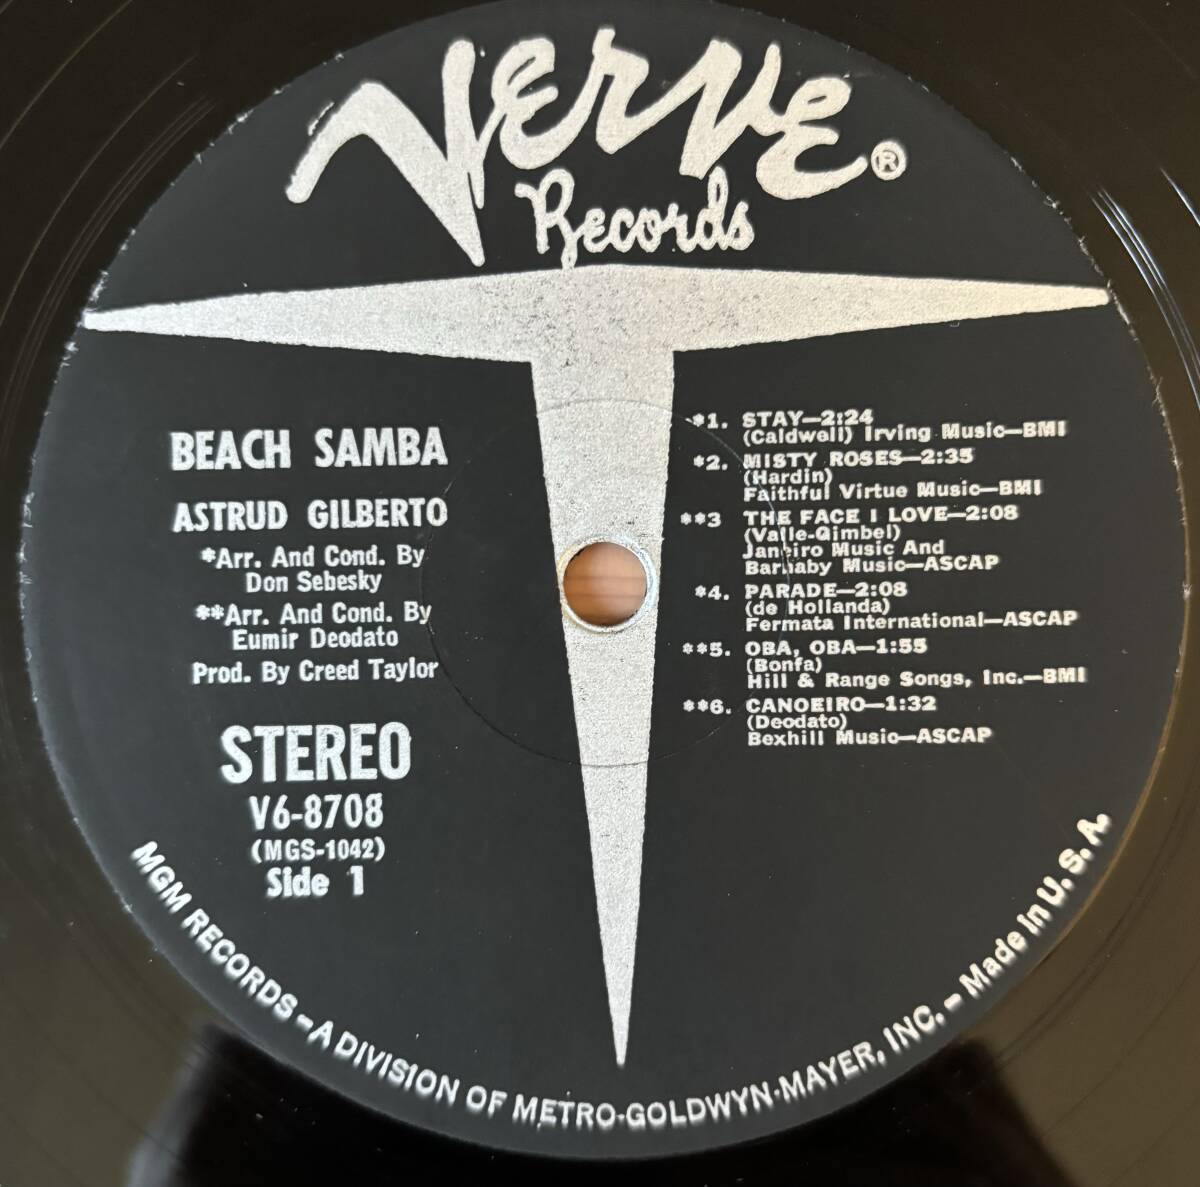 Verve®
Records
BEACH SAMBA
ASTRUD GILBERTO
*Arr. And Cond. By
Don Sebesky
**Arr. And Cond. By
Eumir Deodato
Prod. By Creed Taylor
STEREO
V6-8708
(MGS-1042)
Side 1
*1. STAY—2:24
(Caldwell) Irving Music—BMI
*2. MISTY ROSES—2:35
(Hardin)
Faithful Virtue Music—BMI
**3 THE FACE I LOVE—2:08
(Valle-Gimbel)
Janeiro Music And
Barnaby Music—ASCAP
*4. PARADE—2:08
(de Hollanda)
Fermata International—ASCAP
**5. OBA, OBA—1:55
(Bonfa)
Hill & Range Songs, Inc.—BMI
**6. CANOEIRO—1:32
(Deodato)
Bexhill Music—ASCAP
MGM RECORDS – A DIVISION OF METRO-GOLDWYN-MAYER, INC. – Made in U. S. A.